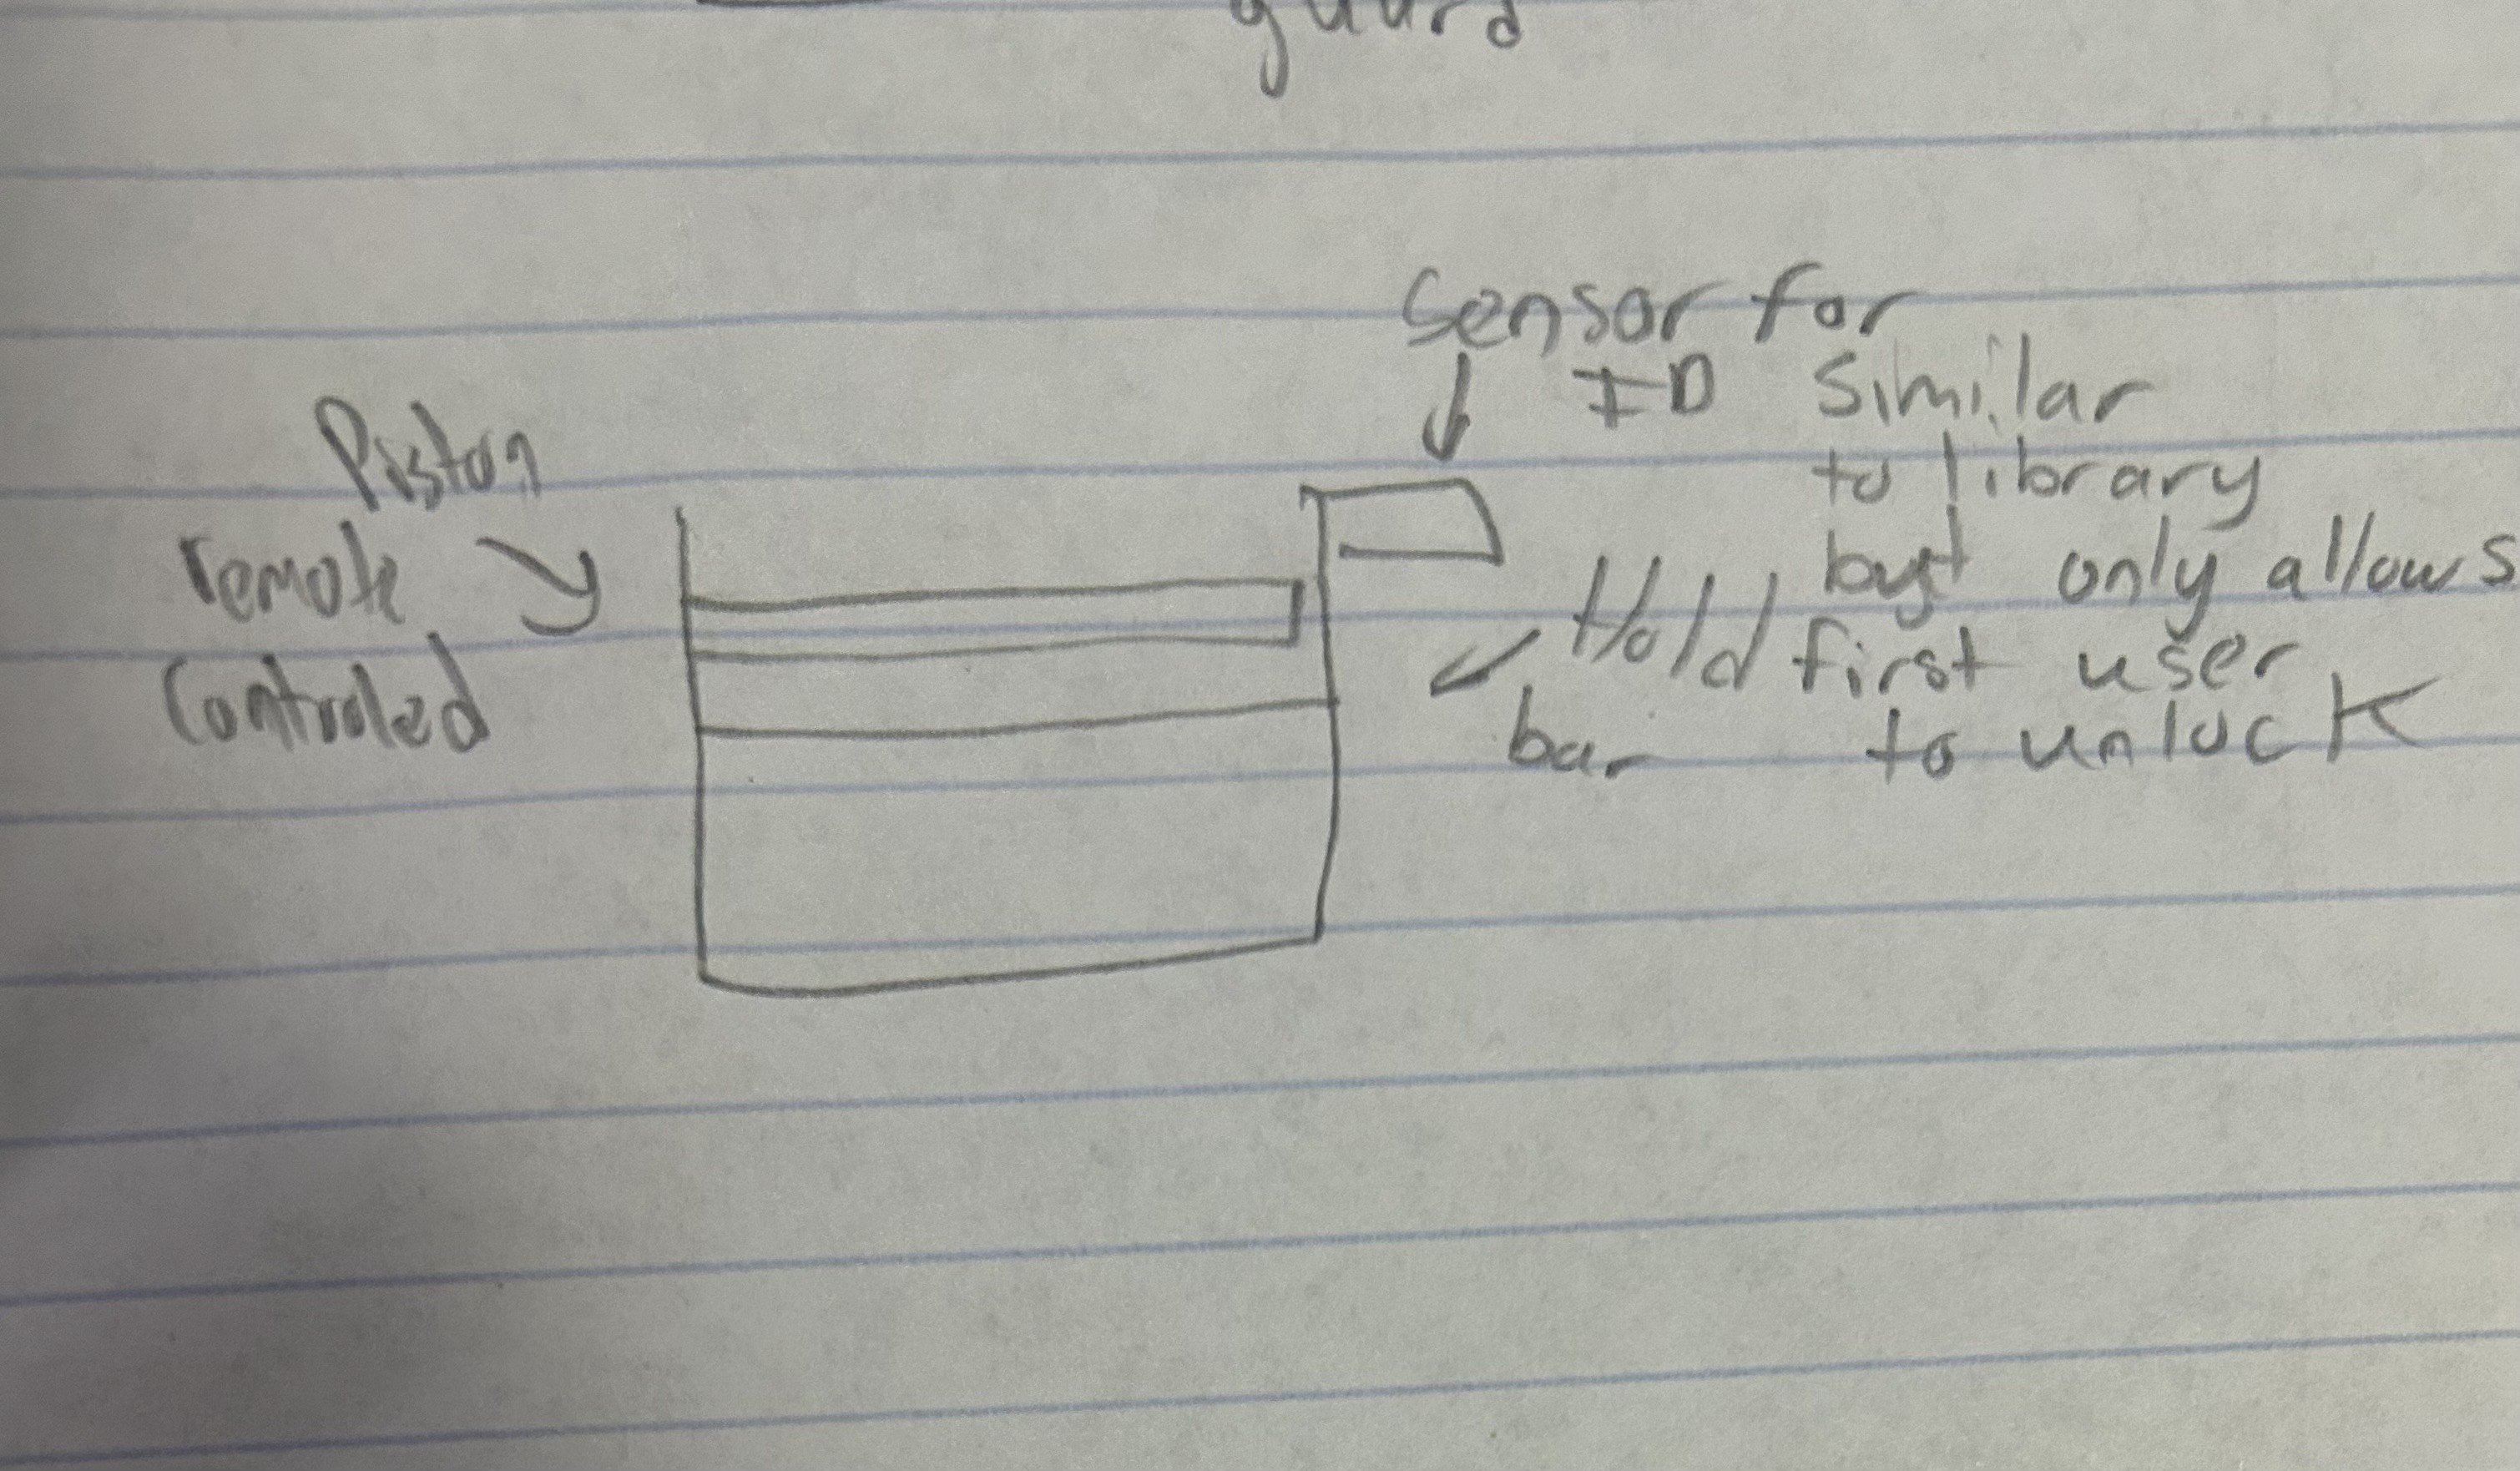 guard
Sensor for
ID
Similar
to library
but only allows
first user
to unlock
Piston
remote
Controled
Hold
bar